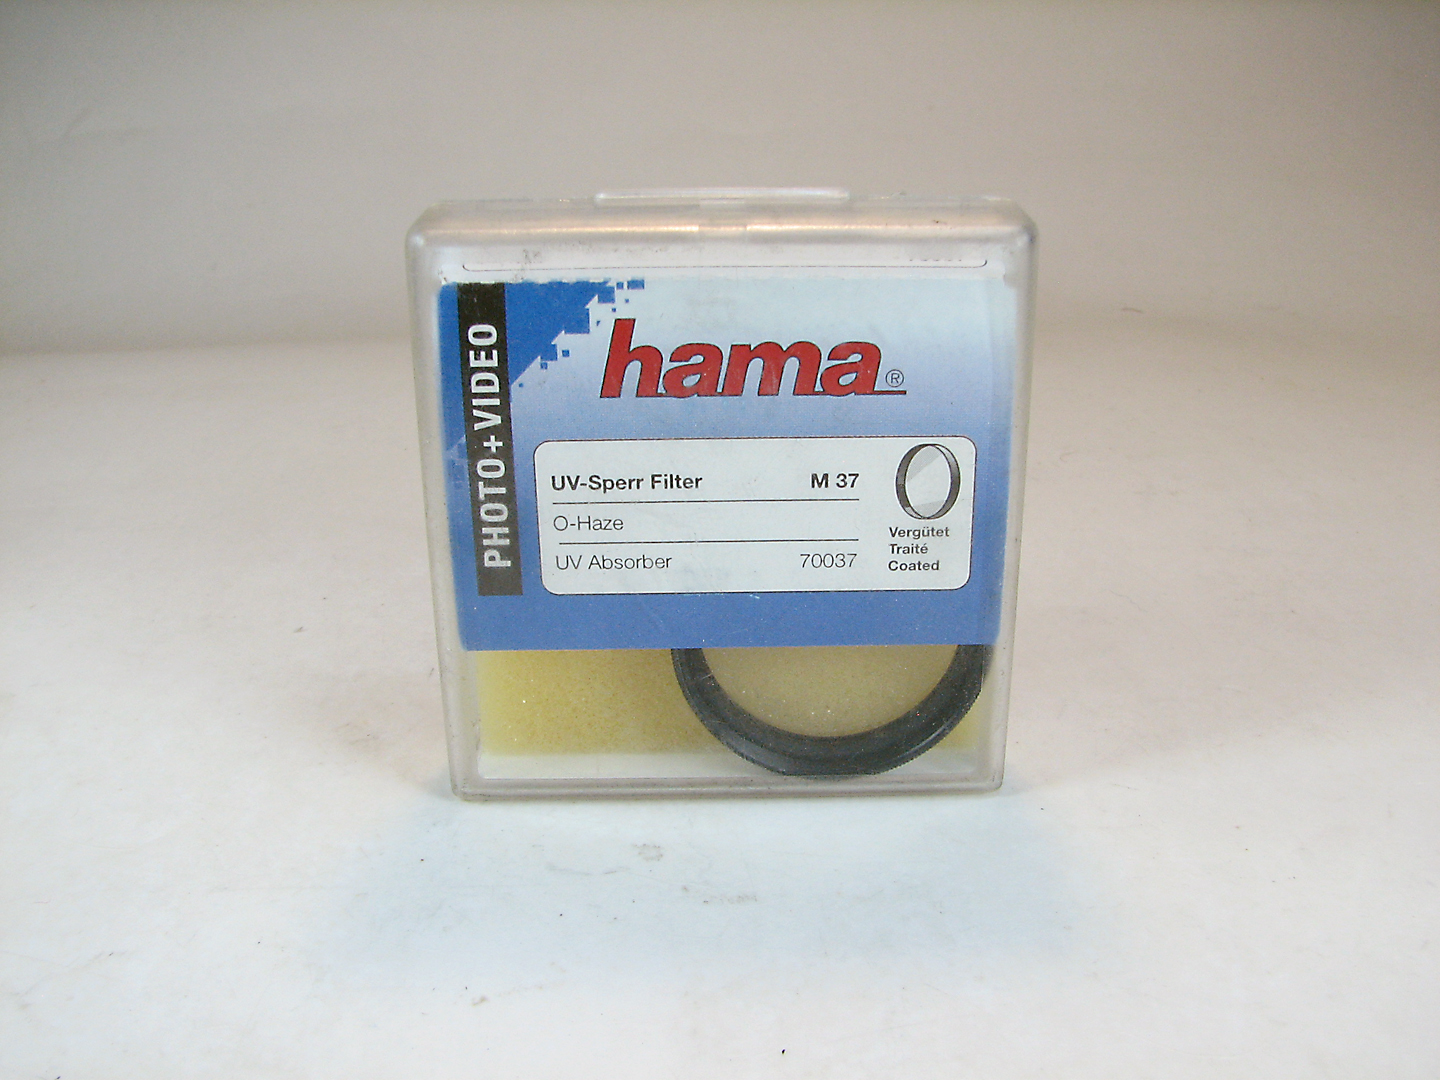 PHOTO+VIDEO
hama®
UV-Sperr Filter M 37
O-Haze
UV Absorber 70037
Vergütet
Traité
Coated